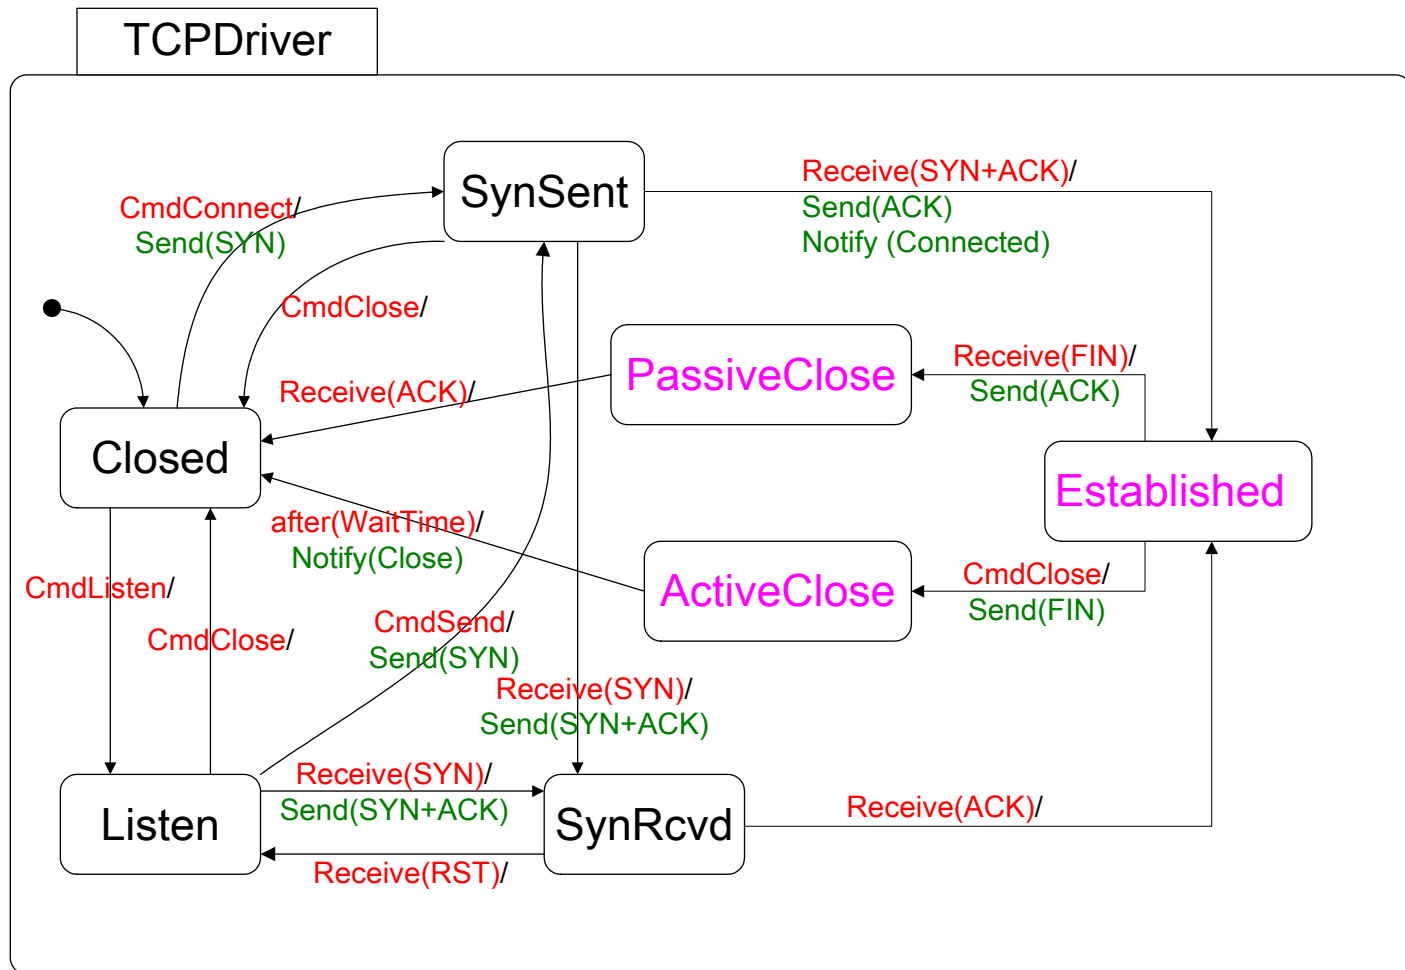 TCPDriver
SynSent
Receive(SYN+ACK)/
Send(ACK)
Notify (Connected)
CmdConnect/
Send(SYN)
CmdClose/
PassiveClose
Receive(FIN)/
Send(ACK)
Receive(ACK)/
Closed
Established
after(WaitTime)/
Notify(Close)
ActiveClose
CmdClose/
Send(FIN)
CmdListen/
CmdClose/
CmdSend/
Send(SYN)
Receive(SYN)/
Send(SYN+ACK)
Receive(SYN)/
Send(SYN+ACK)
Listen
SynRcvd
Receive(ACK)/
Receive(RST)/